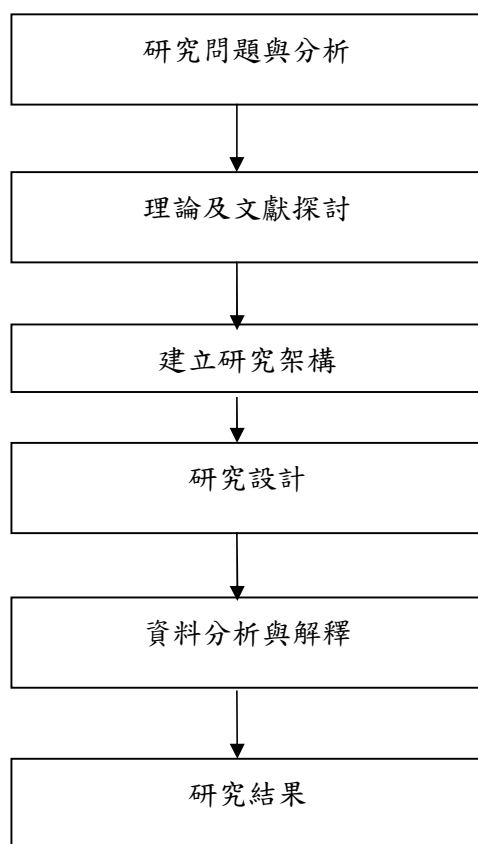 研究問題與分析
理論及文獻探討
建立研究架構
研究設計
資料分析與解釋
研究結果